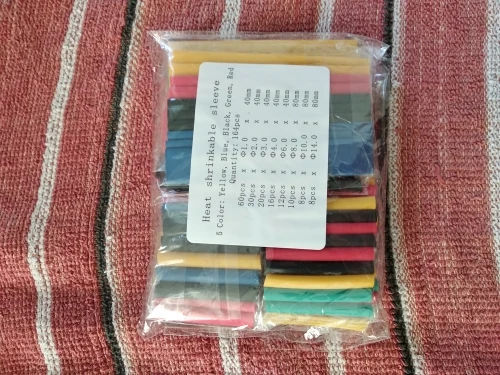 Heat shrinkable sleeve
5 Color: Yellow, Blue, Black, Green, Red
Quantity: 164pcs
60pcs x Φ1.0 x 40mm
30pcs x Φ2.0 x 40mm
20pcs x Φ3.0 x 40mm
16pcs x Φ4.0 x 40mm
12pcs x Φ6.0 x 40mm
10pcs x Φ8.0 x 80mm
8pcs x Φ10.0 x 80mm
8pcs x Φ14.0 x 80mm